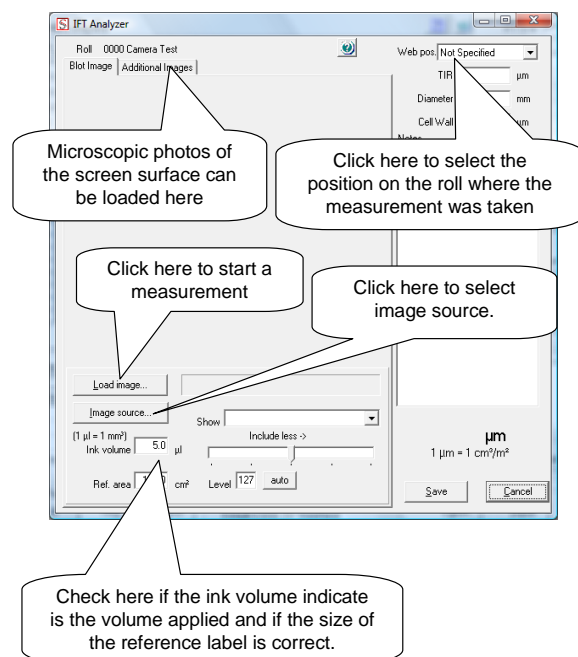 IFT Analyzer
Roll 0000 Camera Test
Web pos. Not Specified
Blot Image Additional Images
TIR µm
Diameter mm
Cell Wall µm
Microscopic photos of
the screen surface can
be loaded here
Click here to select the
position on the roll where the
measurement was taken
Click here to start a
measurement
Click here to select
image source.
Load image...
Image source...
Show
(1 µl = 1 mm³)
Include less ->
Ink volume 5.0 µl
µm
1 µm = 1 cm³/m²
Ref. area cm²
Level 127 auto
Save
Cancel
Check here if the ink volume indicate
is the volume applied and if the size of
the reference label is correct.